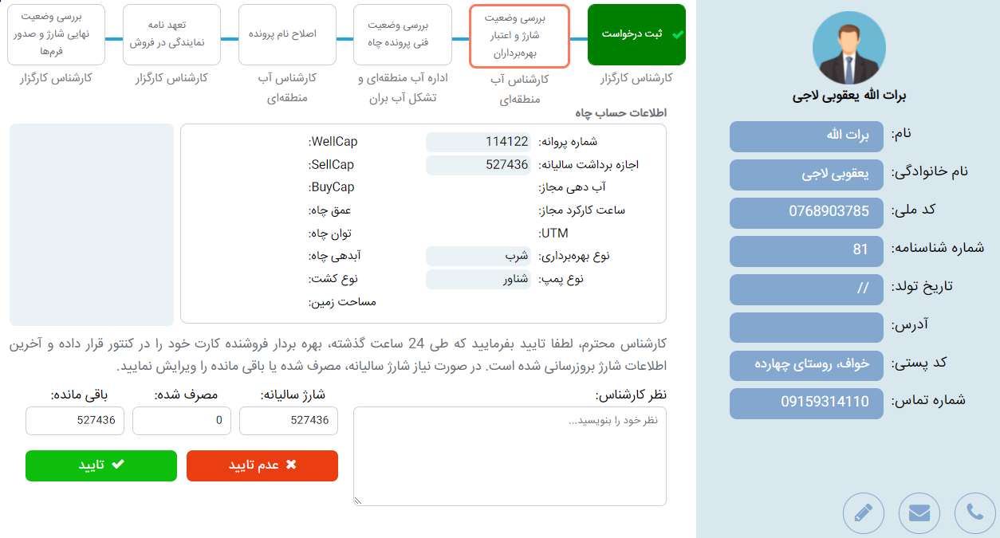 برات الله یعقوبی لاجی
نام: برات الله
نام خانوادگی: یعقوبی لاجی
کد ملی: 0768903785
شماره شناسنامه: 81
تاریخ تولد: //
آدرس:
کد پستی: خواف، روستای چهارده
شماره تماس: 09159314110
ثبت درخواست
کارشناس کارگزار
بررسی وضعیت
شارژ و اعتبار
بهره‌برداران
کارشناس آب
منطقه‌ای
بررسی وضعیت
فنی پرونده چاه
اداره آب منطقه‌ای و
تشکل آب بران
اصلاح نام پرونده
کارشناس آب
منطقه‌ای
تعهد نامه
نمایندگی در فروش
کارشناس کارگزار
بررسی وضعیت
نهایی شارژ و صدور
فرم‌ها
کارشناس کارگزار
اطلاعات حساب چاه
شماره پروانه: 114122
اجازه برداشت سالیانه: 527436
آب دهی مجاز:
ساعت کارکرد مجاز:
UTM:
نوع بهره‌برداری: شرب
نوع پمپ: شناور
WellCap:
SellCap:
BuyCap:
عمق چاه:
توان چاه:
آبدهی چاه:
نوع کشت:
مساحت زمین:
کارشناس محترم، لطفا تایید بفرمایید که طی 24 ساعت گذشته، بهره بردار فروشنده کارت خود را در کنتور قرار داده و آخرین
اطلاعات شارژ بروزرسانی شده است. در صورت نیاز شارژ سالیانه، مصرف شده یا باقی مانده را ویرایش نمایید.
نظر کارشناس:
نظر خود را بنویسید...
شارژ سالیانه: 527436
مصرف شده: 0
باقی مانده: 527436
عدم تایید
تایید